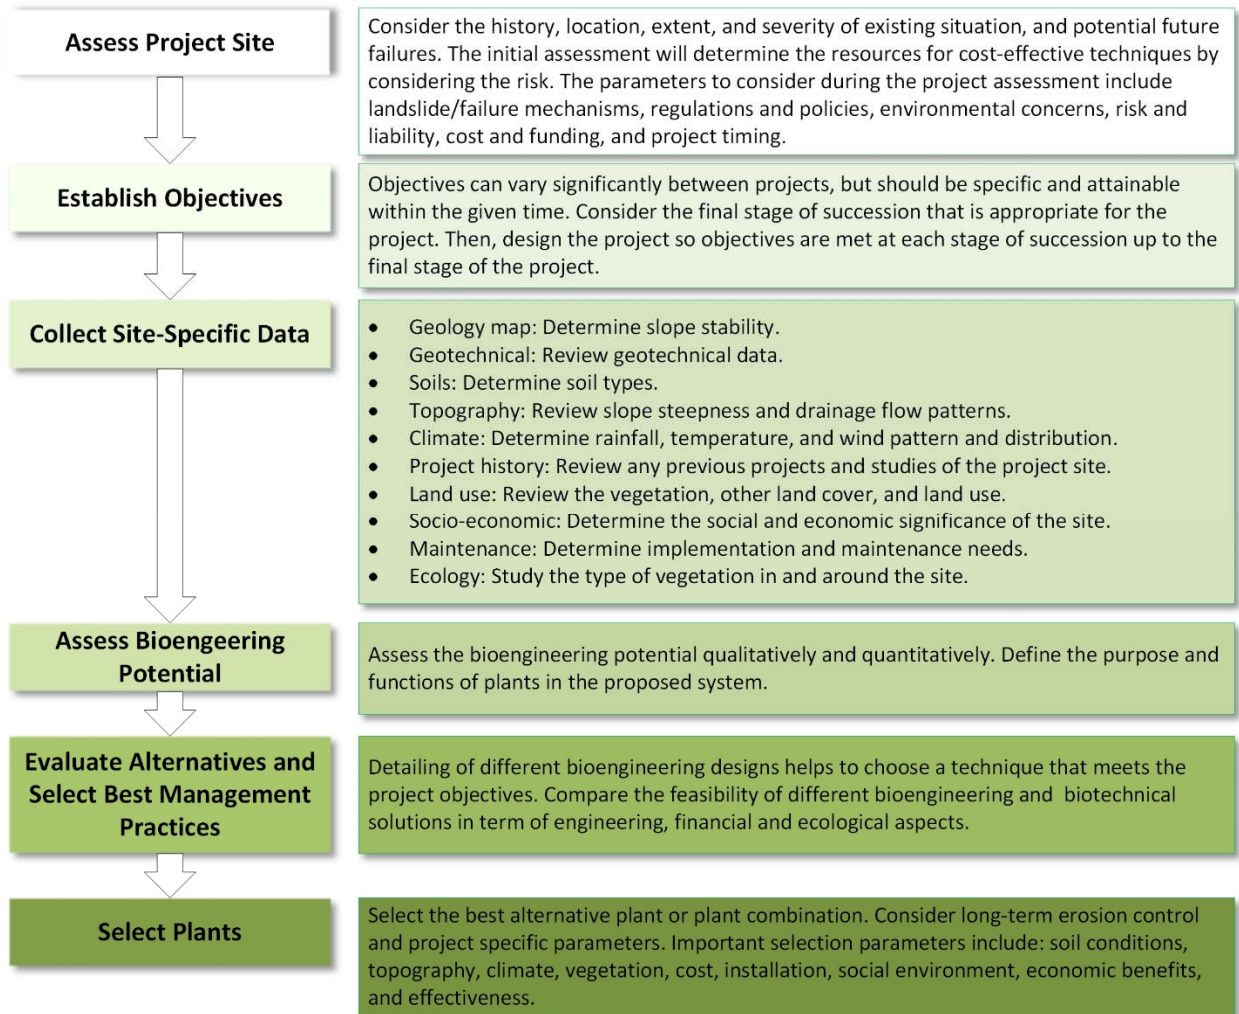 Assess Project Site
Consider the history, location, extent, and severity of existing situation, and potential future
failures. The initial assessment will determine the resources for cost-effective techniques by
considering the risk. The parameters to consider during the project assessment include
landslide/failure mechanisms, regulations and policies, environmental concerns, risk and
liability, cost and funding, and project timing.
Establish Objectives
Objectives can vary significantly between projects, but should be specific and attainable
within the given time. Consider the final stage of succession that is appropriate for the
project. Then, design the project so objectives are met at each stage of succession up to the
final stage of the project.
Collect Site-Specific Data
• Geology map: Determine slope stability.
• Geotechnical: Review geotechnical data.
• Soils: Determine soil types.
• Topography: Review slope steepness and drainage flow patterns.
• Climate: Determine rainfall, temperature, and wind pattern and distribution.
• Project history: Review any previous projects and studies of the project site.
• Land use: Review the vegetation, other land cover, and land use.
• Socio-economic: Determine the social and economic significance of the site.
• Maintenance: Determine implementation and maintenance needs.
• Ecology: Study the type of vegetation in and around the site.
Assess Bioengeering
Potential
Assess the bioengineering potential qualitatively and quantitatively. Define the purpose and
functions of plants in the proposed system.
Evaluate Alternatives and
Select Best Management
Practices
Detailing of different bioengineering designs helps to choose a technique that meets the
project objectives. Compare the feasibility of different bioengineering and biotechnical
solutions in term of engineering, financial and ecological aspects.
Select Plants
Select the best alternative plant or plant combination. Consider long-term erosion control
and project specific parameters. Important selection parameters include: soil conditions,
topography, climate, vegetation, cost, installation, social environment, economic benefits,
and effectiveness.